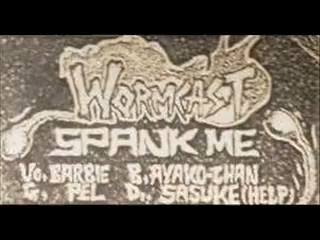 WORMCAST
SPANK ME
Vo. BARBIE B. AYAKO-CHAN
G. PEL D. SASUKE (HELP)